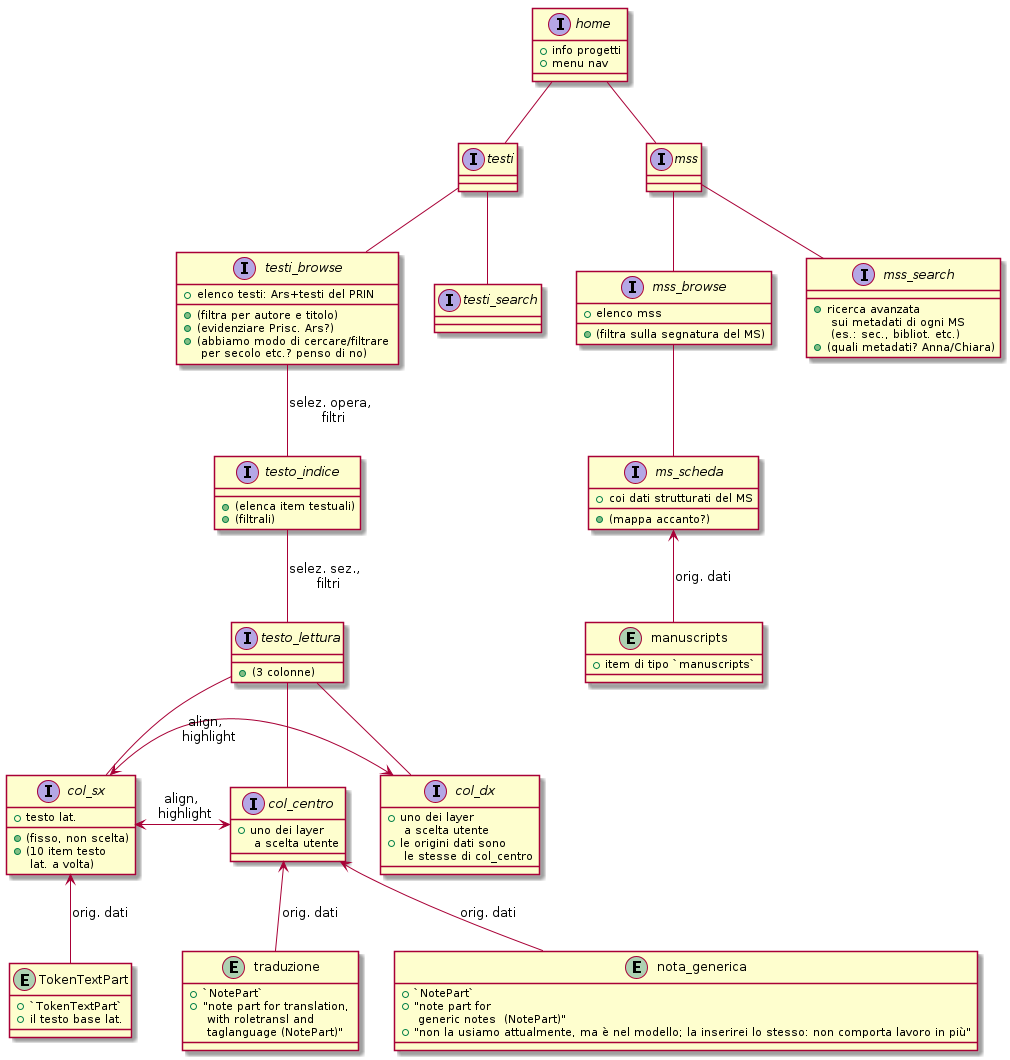 I home
info progetti
menu nav
I testi
I mss
I testi_browse
elenco testi: Ars+testi del PRIN
(filtra per autore e titolo)
(evidenziare Prisc. Ars?)
(abbiamo modo di cercare/filtrare
per secolo etc.? penso di no)
I testi_search
I mss_browse
elenco mss
(filtra sulla segnatura del MS)
I mss_search
ricerca avanzata
sui metadati di ogni MS
(es.: sec., bibliot. etc.)
(quali metadati? Anna/Chiara)
selez. opera,
filtri
I testo_indice
(elenca item testuali)
(filtrali)
I ms_scheda
coi dati strutturati del MS
(mappa accanto?)
selez. sez.,
filtri
orig. dati
I testo_lettura
(3 colonne)
E manuscripts
item di tipo `manuscripts`
align,
highlight
I col_sx
testo lat.
(fisso, non scelta)
(10 item testo
lat. a volta)
align,
highlight
I col_centro
uno dei layer
a scelta utente
I col_dx
uno dei layer
a scelta utente
le origini dati sono
le stesse di col_centro
orig. dati
orig. dati
orig. dati
E TokenTextPart
`TokenTextPart`
il testo base lat.
E traduzione
`NotePart`
"note part for translation,
with roletransl and
taglanguage (NotePart)"
E nota_generica
`NotePart`
"note part for
generic notes (NotePart)"
"non la usiamo attualmente, ma è nel modello; la inserirei lo stesso: non comporta lavoro in più"